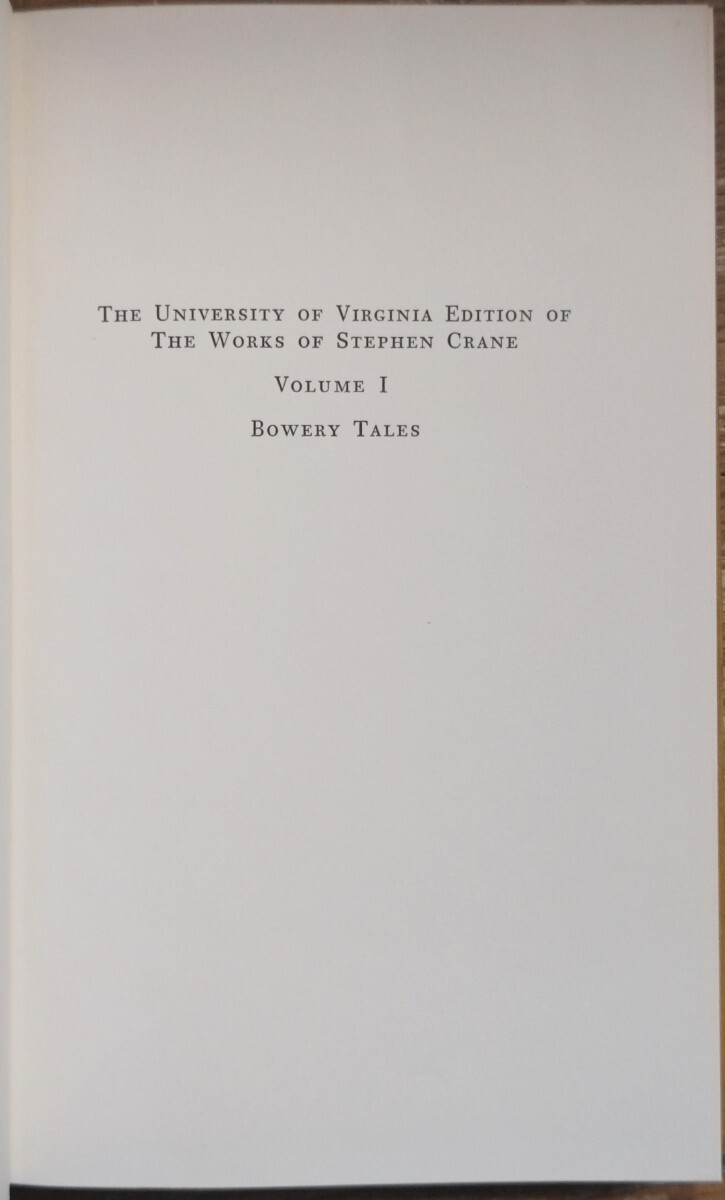 The University of Virginia Edition of
The Works of Stephen Crane
Volume I
Bowery Tales